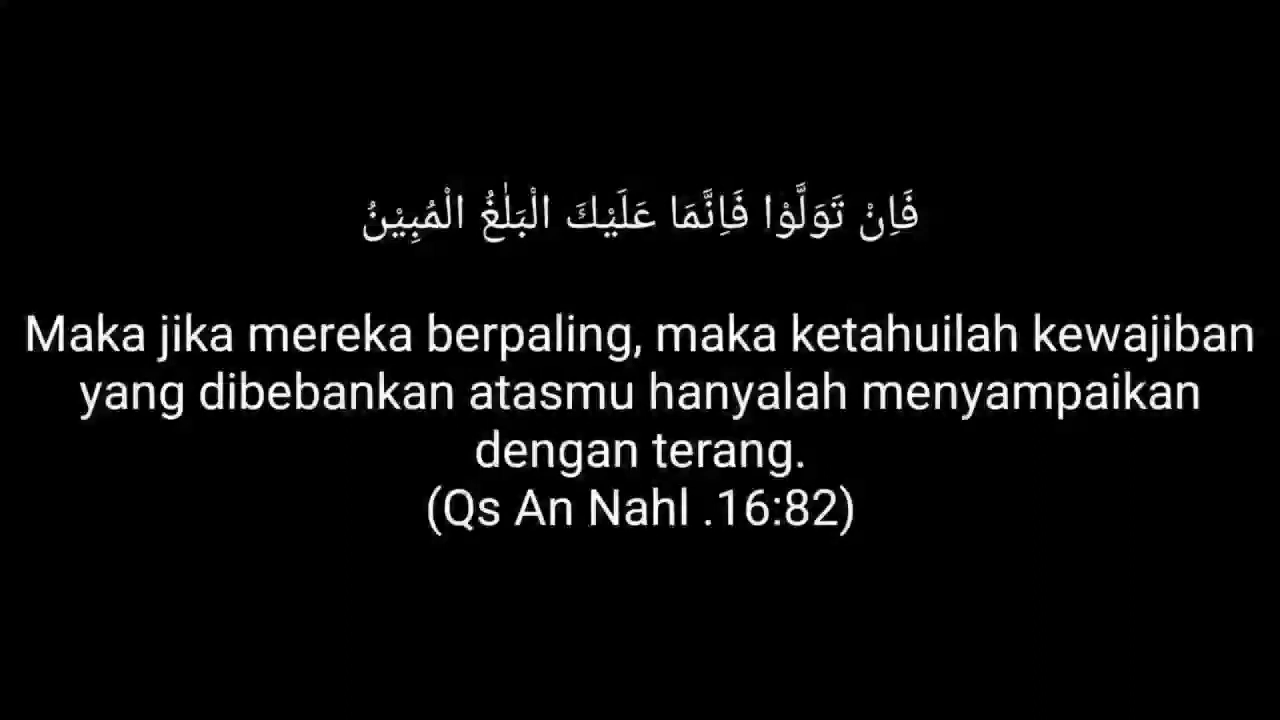 فَاِنْ تَوَلَّوْا فَاِنَّمَا عَلَيْكَ الْبَلٰغُ الْمُبِيْنُ
Maka jika mereka berpaling, maka ketahuilah kewajiban
yang dibebankan atasmu hanyalah menyampaikan
dengan terang.
(Qs An Nahl .16:82)